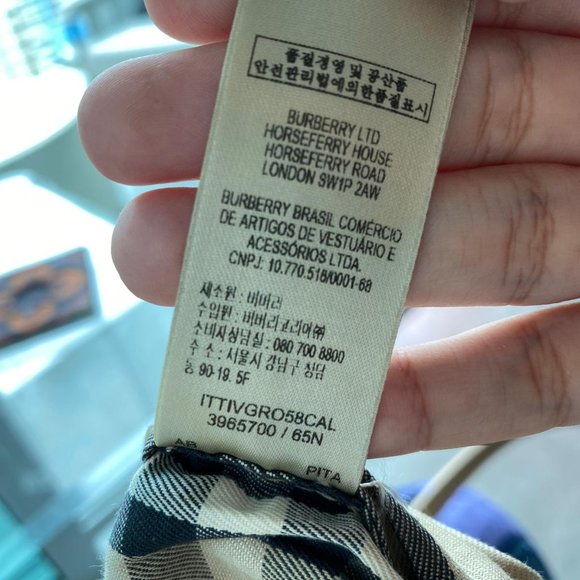 품질경영 및 공산품
안전관리법에의한품질표시
BURBERRY LTD
HORSEFERRY HOUSE
HORSEFERRY ROAD
LONDON SW1P 2AW
BURBERRY BRASIL COMÉRCIO
DE ARTIGOS DE VESTUÁRIO E
ACESSÓRIOS LTDA.
CNPJ: 10.770.518/0001-68
제조원 : 버버리
수입원 : 버버리코리아㈜
소비자상담실 : 080 700 8800
주 소 : 서울시 강남구 청담
동 90-19. 5F
ITTIVGRO58CAL
3965700 / 65N
AB PITA